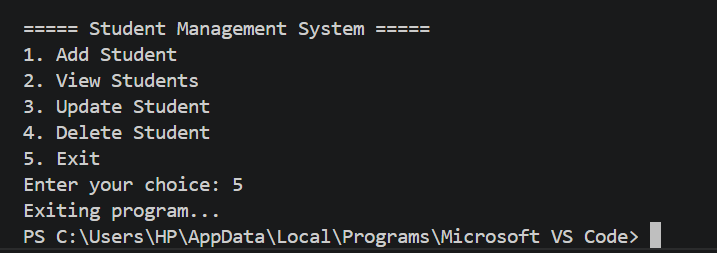 ===== Student Management System =====
1. Add Student
2. View Students
3. Update Student
4. Delete Student
5. Exit
Enter your choice: 5
Exiting program...
PS C:\Users\HP\AppData\Local\Programs\Microsoft VS Code>